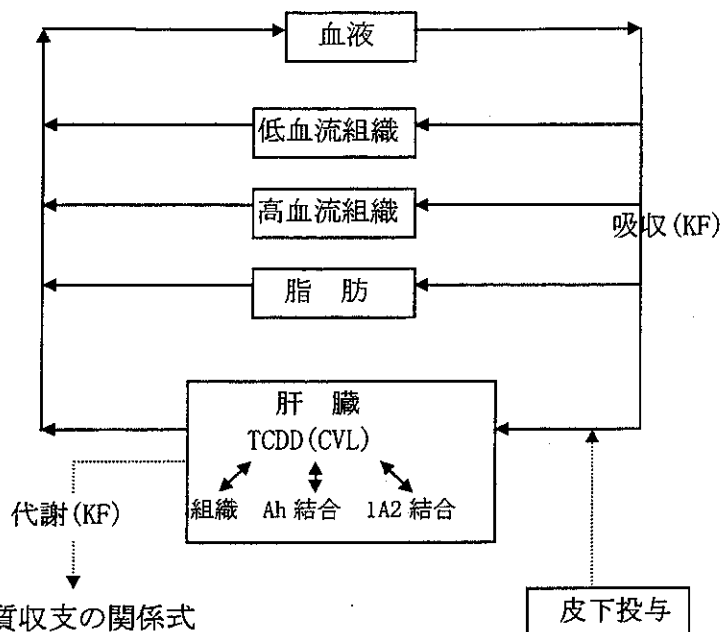 血液
低血流組織
高血流組織
吸収(KF)
脂 肪
肝 臓
TCDD(CVL)
組織 Ah 結合 1A2 結合
代謝(KF)
質収支の関係式
皮下投与